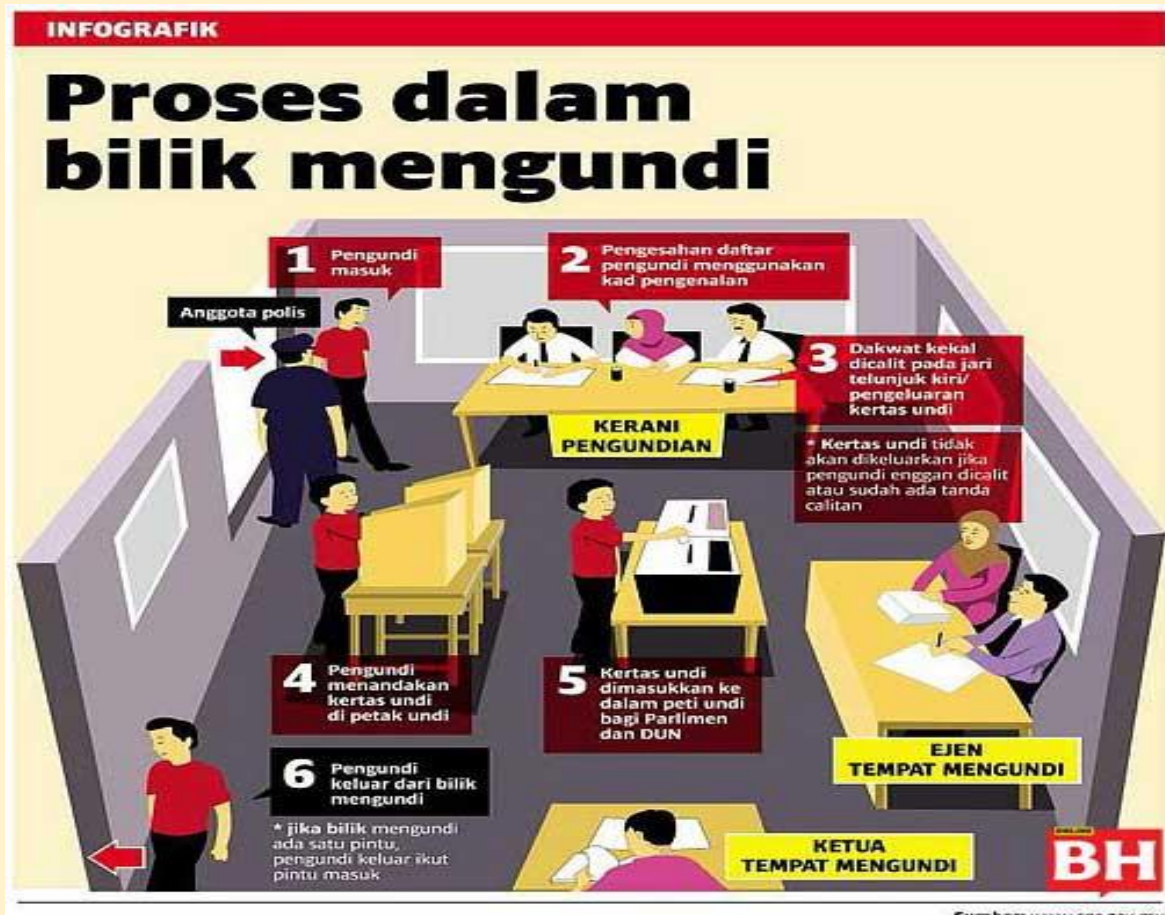 INFOGRAFIK
Proses dalam
bilik mengundi
1 Pengundi
masuk
2 Pengesahan daftar
pengundi menggunakan
kad pengenalan
Anggota polis
3 Dakwat kekal
dicalit pada jari
telunjuk kiri/
pengeluaran
kertas undi
* Kertas undi tidak
akan dikeluarkan jika
pengundi enggan dicalit
atau sudah ada tanda
calitan
KERANI
PENGUNDIAN
4 Pengundi
menandakan
kertas undi
di petak undi
5 Kertas undi
dimasukkan ke
dalam peti undi
bagi Parlimen
dan DUN
EJEN
TEMPAT MENGUNDI
6 Pengundi
keluar dari bilik
mengundi
* jika bilik mengundi
ada satu pintu,
pengundi keluar ikut
pintu masuk
KETUA
TEMPAT MENGUNDI
ONLINE
BH